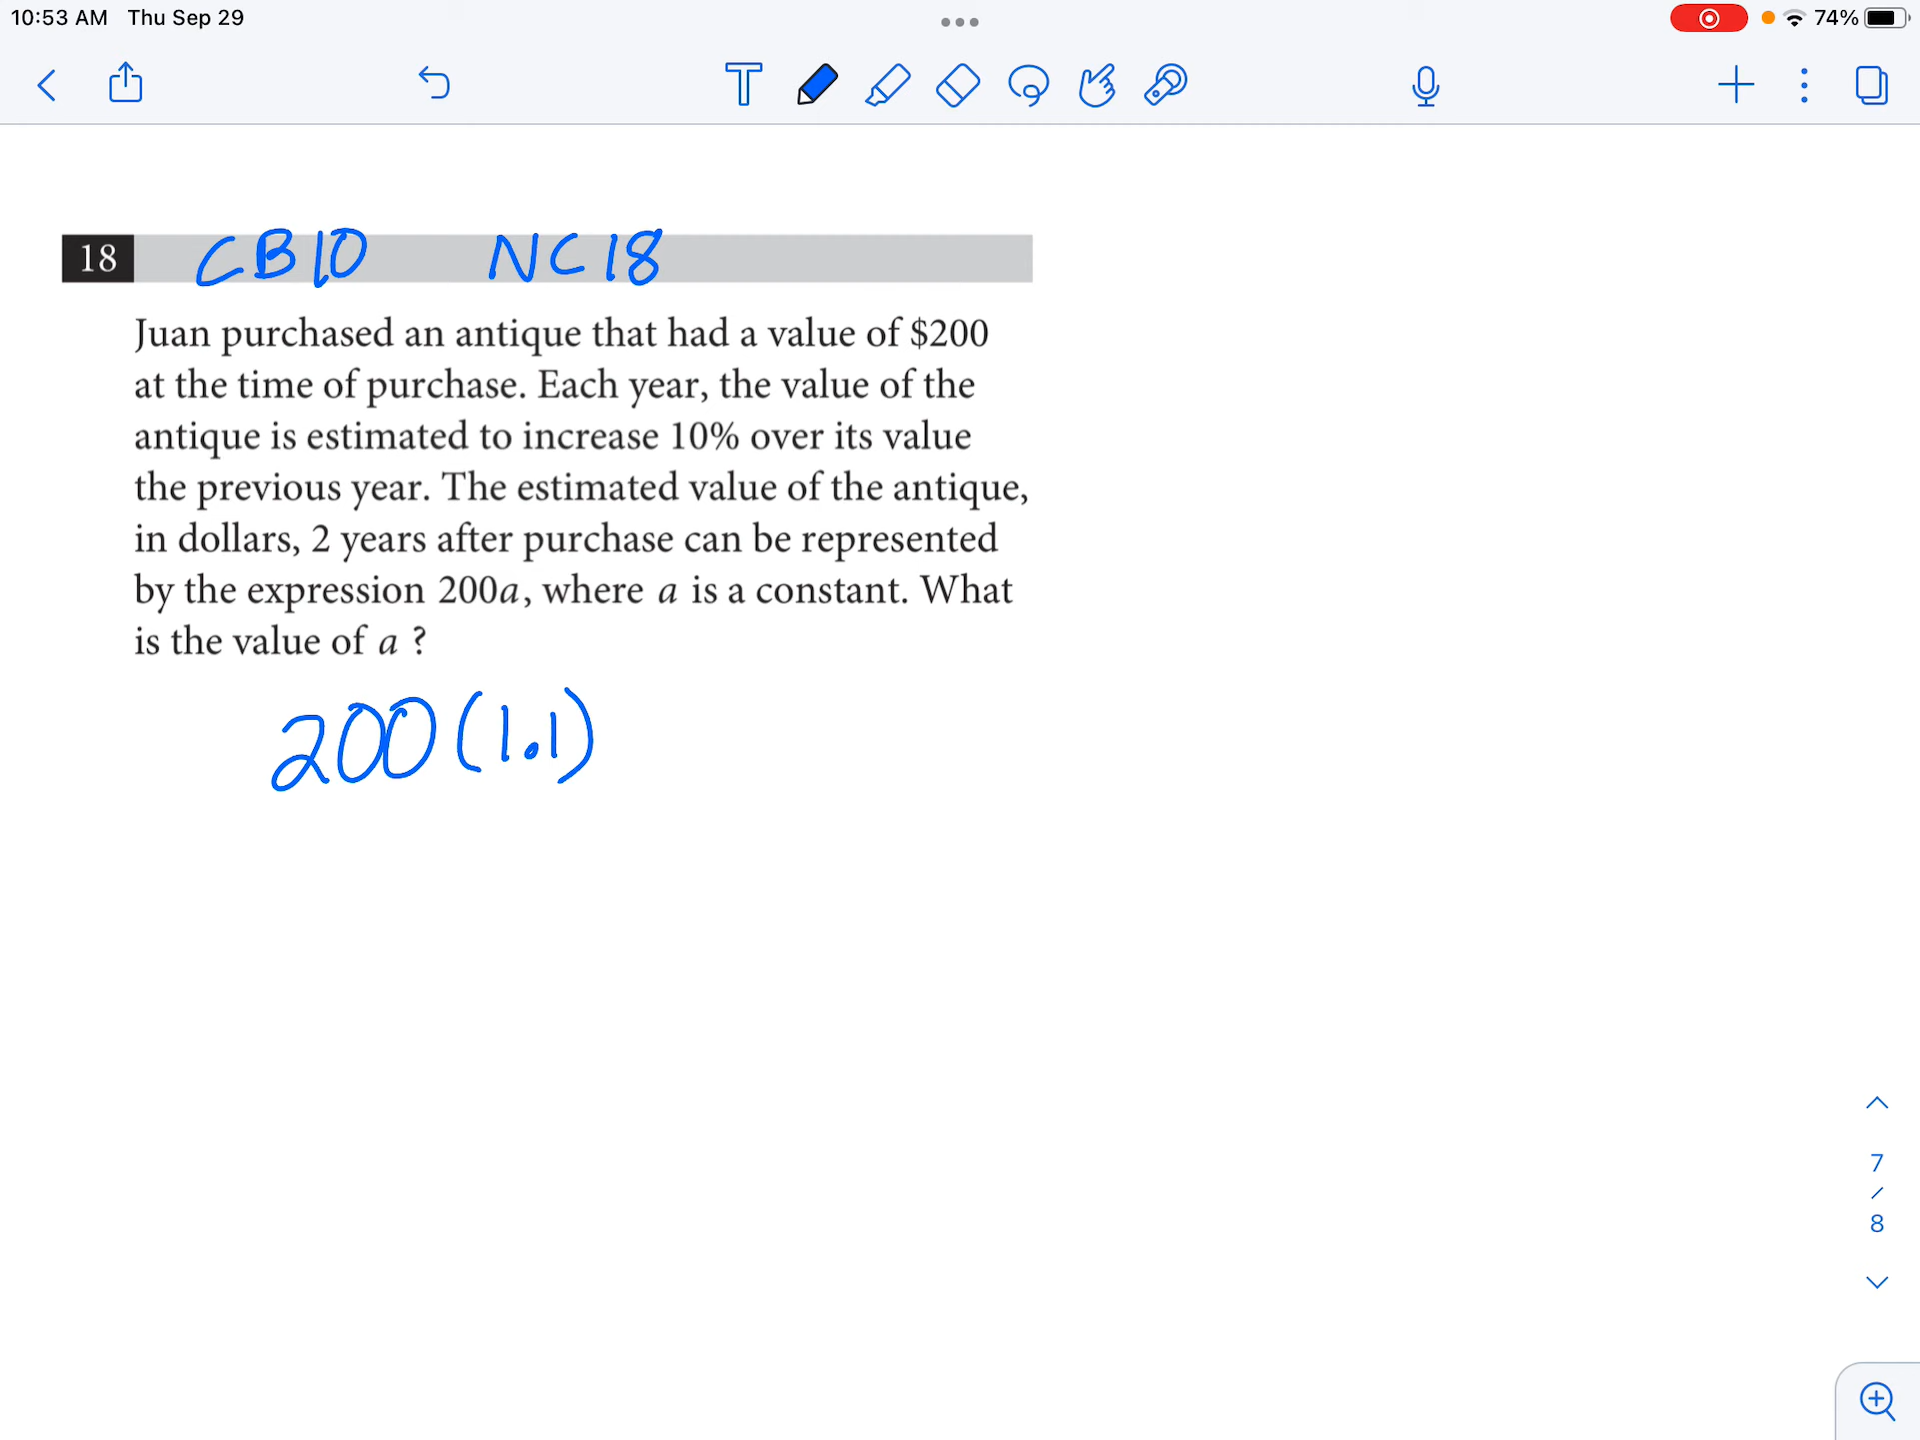 10:53 AM Thu Sep 29
74%
T
18 CB10 NC18
Juan purchased an antique that had a value of $200
at the time of purchase. Each year, the value of the
antique is estimated to increase 10% over its value
the previous year. The estimated value of the antique,
in dollars, 2 years after purchase can be represented
by the expression 200a, where a is a constant. What
is the value of a ?
200(1.1)
7
/
8